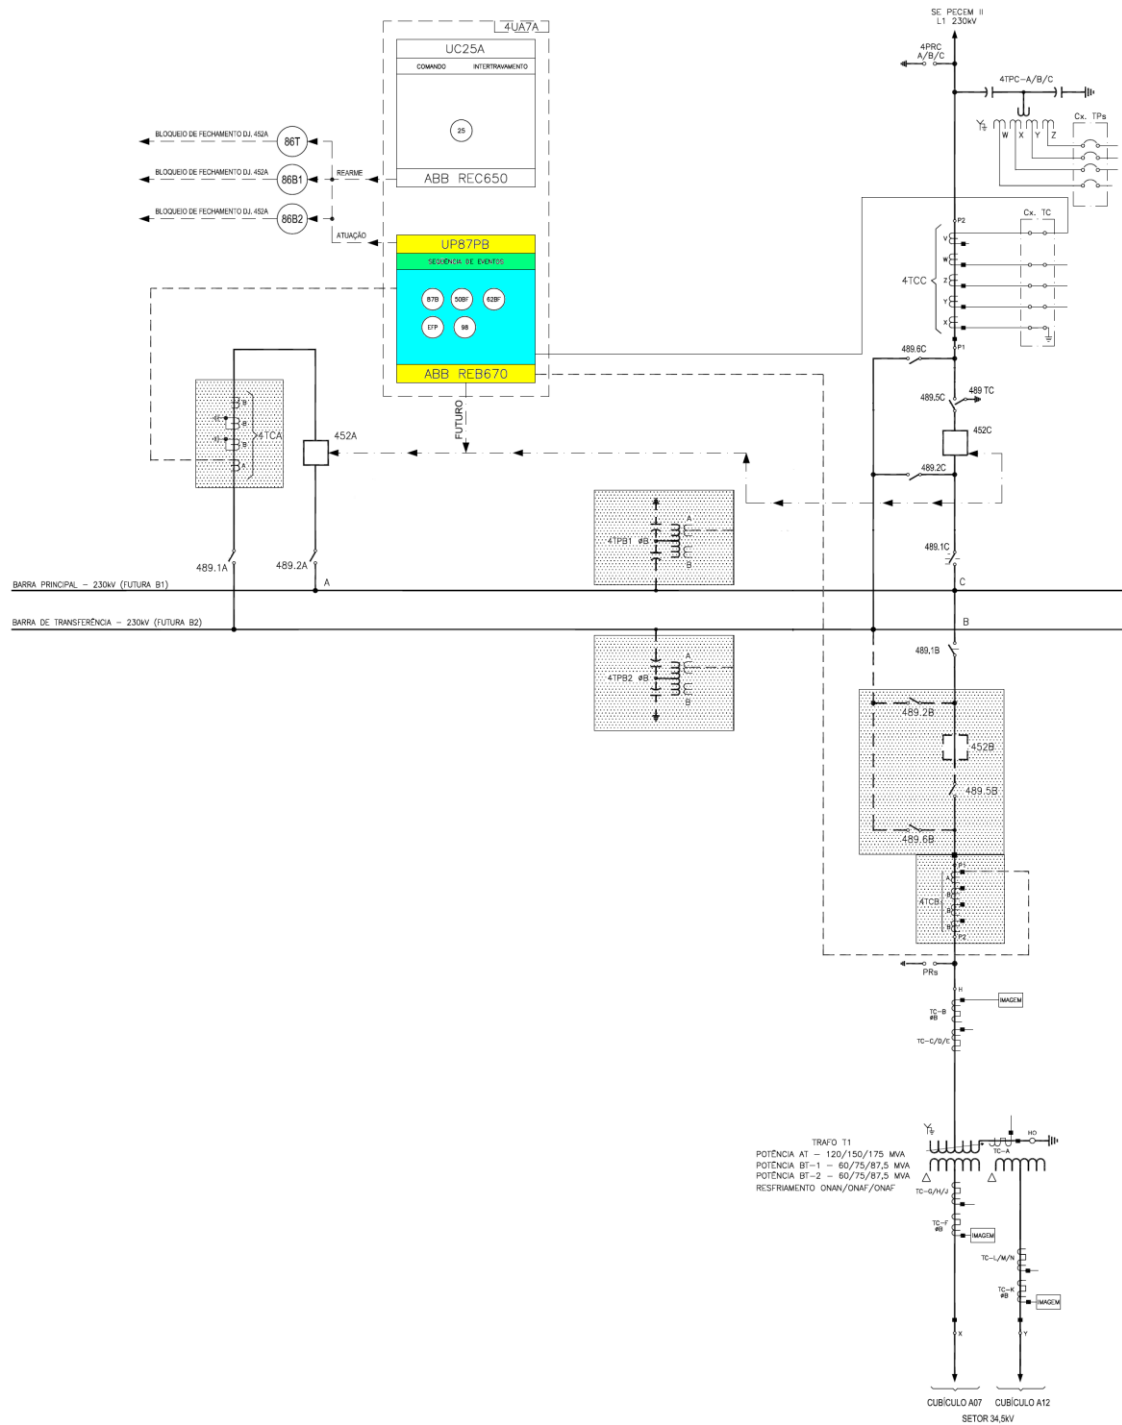 SE PECEM II
L1 230kV
4PRC
A/B/C
4TPC-A/B/C
Cx. TPs
W X Y Z
4UA7A
UC25A
COMANDO INTERTRAVAMENTO
25
ABB REC650
BLOQUEIO DE FECHAMENTO DJ. 452A
86T
BLOQUEIO DE FECHAMENTO DJ. 452A
86B1
REARME
BLOQUEIO DE FECHAMENTO DJ. 452A
86B2
ATUAÇÃO
UP87PB
SEQUÊNCIA DE EVENTOS
87B 50BF 62BF
EFP 98
ABB REB670
FUTURO
P2
Cx. TC
V
W
4TCC
Z
Y
X
P1
489.6C
489.5C
489 TC
452C
489.2C
489.1C
B
B
4TCA
B
A
452A
489.1A
489.2A
4TPB1 #B
A
B
BARRA PRINCIPAL - 230kV (FUTURA B1)
A
C
BARRA DE TRANSFERÊNCIA - 230kV (FUTURA B2)
B
4TPB2 #B
A
B
489.1B
489.2B
452B
489.5B
489.6B
P1
A
4TCB
B
B
B
P2
PRs
H
IMAGEM
TC-B
#B
TC-C/D/E
TRAFO T1
POTÊNCIA AT - 120/150/175 MVA
POTÊNCIA BT-1 - 60/75/87,5 MVA
POTÊNCIA BT-2 - 60/75/87,5 MVA
RESFRIAMENTO ONAN/ONAF/ONAF
HO
TC-A
TC-G/H/J
TC-F
#B
IMAGEM
TC-L/M/N
TC-K
#B
IMAGEM
X
Y
CUBÍCULO A07
CUBÍCULO A12
SETOR 34,5kV